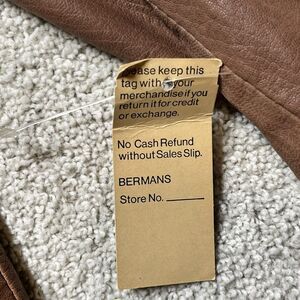 Please keep this
tag with your
merchandise if you
return it for credit
or exchange.
No Cash Refund
without Sales Slip.
BERMANS
Store No.